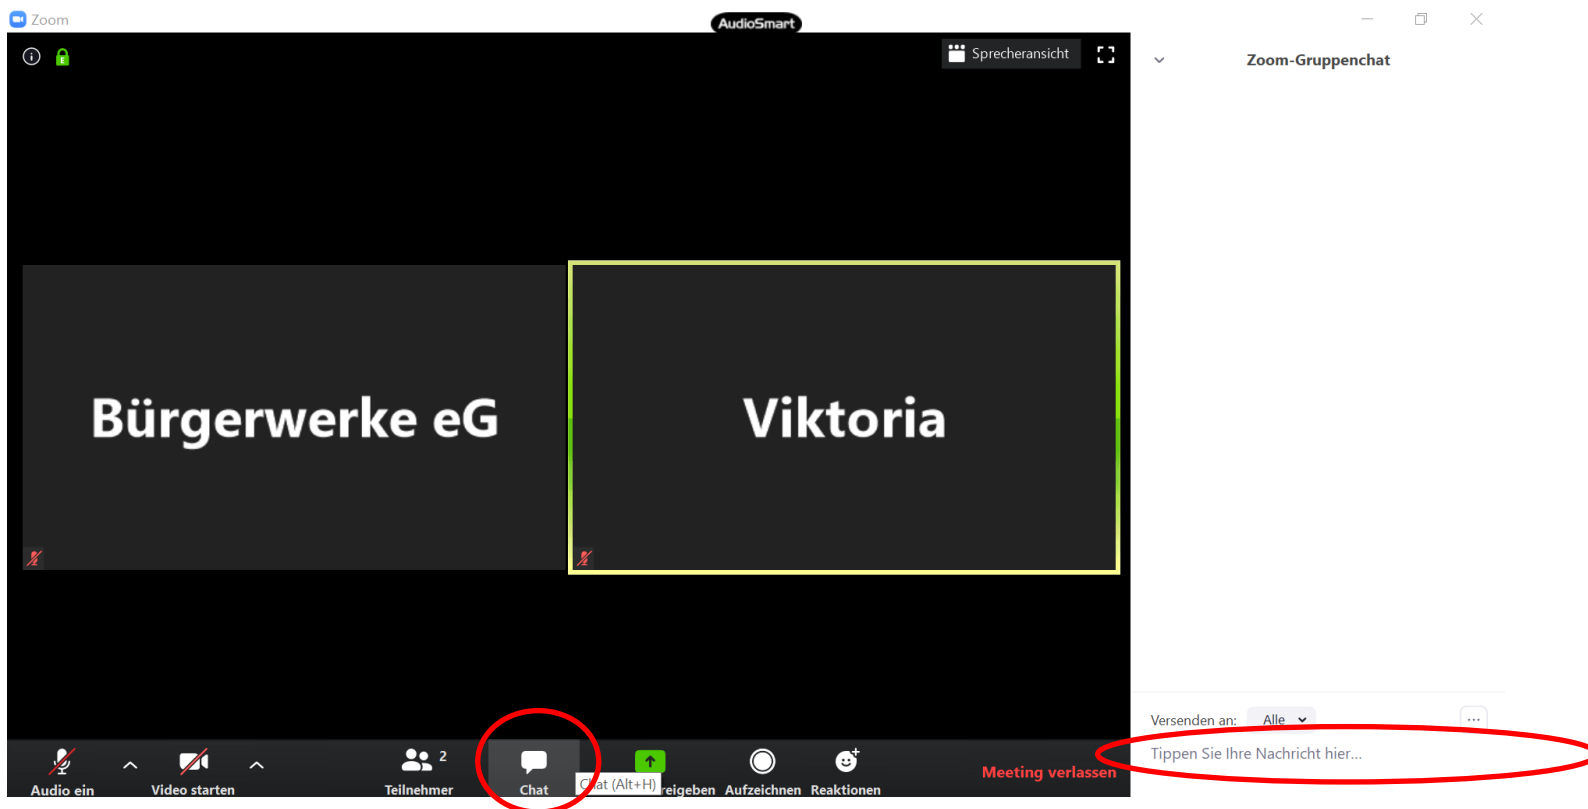 Zoom
AudioSmart
Sprecheransicht
Zoom-Gruppenchat
Bürgerwerke eG
Viktoria
Versenden an: Alle
Tippen Sie Ihre Nachricht hier...
2
Meeting verlassen
Chat (Alt+H)
Audio ein
Video starten
Teilnehmer
Chat
reigeben
Aufzeichnen
Reaktionen